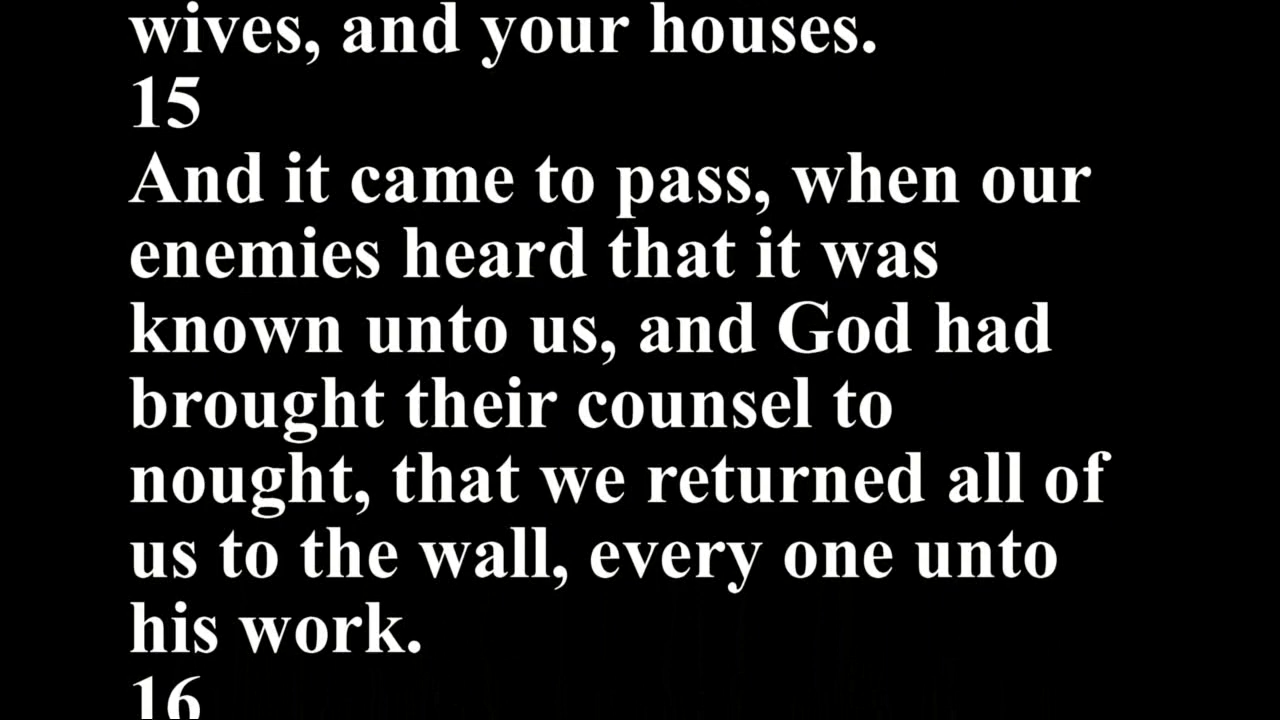 wives, and your houses.
15
And it came to pass, when our
enemies heard that it was
known unto us, and God had
brought their counsel to
nought, that we returned all of
us to the wall, every one unto
his work.
16